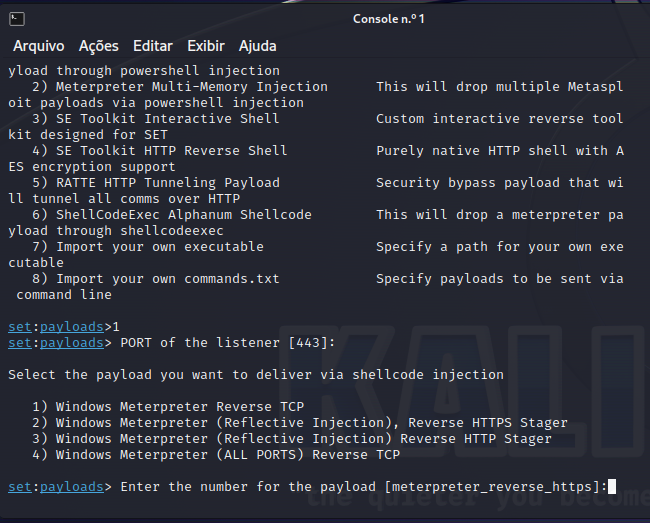 Console n.º 1
Arquivo Ações Editar Exibir Ajuda
yload through powershell injection
2) Meterpreter Multi-Memory Injection This will drop multiple Metaspl
oit payloads via powershell injection
3) SE Toolkit Interactive Shell Custom interactive reverse tool
kit designed for SET
4) SE Toolkit HTTP Reverse Shell Purely native HTTP shell with A
ES encryption support
5) RATTE HTTP Tunneling Payload Security bypass payload that wi
ll tunnel all comms over HTTP
6) ShellCodeExec Alphanum Shellcode This will drop a meterpreter pa
yload through shellcodeexec
7) Import your own executable Specify a path for your own exe
cutable
8) Import your own commands.txt Specify payloads to be sent via
command line
set:payloads>1
set:payloads> PORT of the listener [443]:
Select the payload you want to deliver via shellcode injection
1) Windows Meterpreter Reverse TCP
2) Windows Meterpreter (Reflective Injection), Reverse HTTPS Stager
3) Windows Meterpreter (Reflective Injection) Reverse HTTP Stager
4) Windows Meterpreter (ALL PORTS) Reverse TCP
set:payloads> Enter the number for the payload [meterpreter_reverse_https]:
KALI
the quieter you become